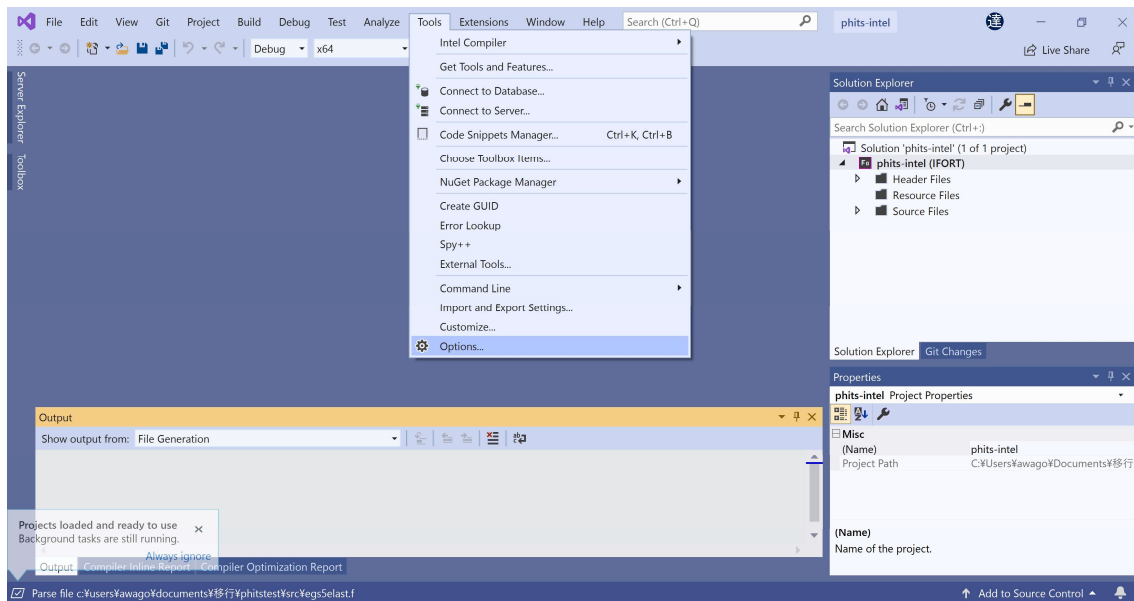 File Edit View Git Project Build Debug Test Analyze Tools Extensions Window Help Search (Ctrl+Q) phits-intel 達
Debug x64 Live Share
Server Explorer
Toolbox
Intel Compiler
Get Tools and Features...
Connect to Database...
Connect to Server...
Code Snippets Manager... Ctrl+K, Ctrl+B
Choose Toolbox Items...
NuGet Package Manager
Create GUID
Error Lookup
Spy++
External Tools...
Command Line
Import and Export Settings...
Customize...
Options...
Solution Explorer
Search Solution Explorer (Ctrl+:)
Solution 'phits-intel' (1 of 1 project)
phits-intel (IFORT)
Header Files
Resource Files
Source Files
Solution Explorer Git Changes
Properties
phits-intel Project Properties
Misc
(Name) phits-intel
Project Path C:¥Users¥awago¥Documents¥移行
(Name)
Name of the project.
Output
Show output from: File Generation
Projects loaded and ready to use
Background tasks are still running.
Always ignore
Output Compiler Inline Report Compiler Optimization Report
Parse file c:¥users¥awago¥documents¥移行¥phitstest¥src¥egs5elast.f Add to Source Control